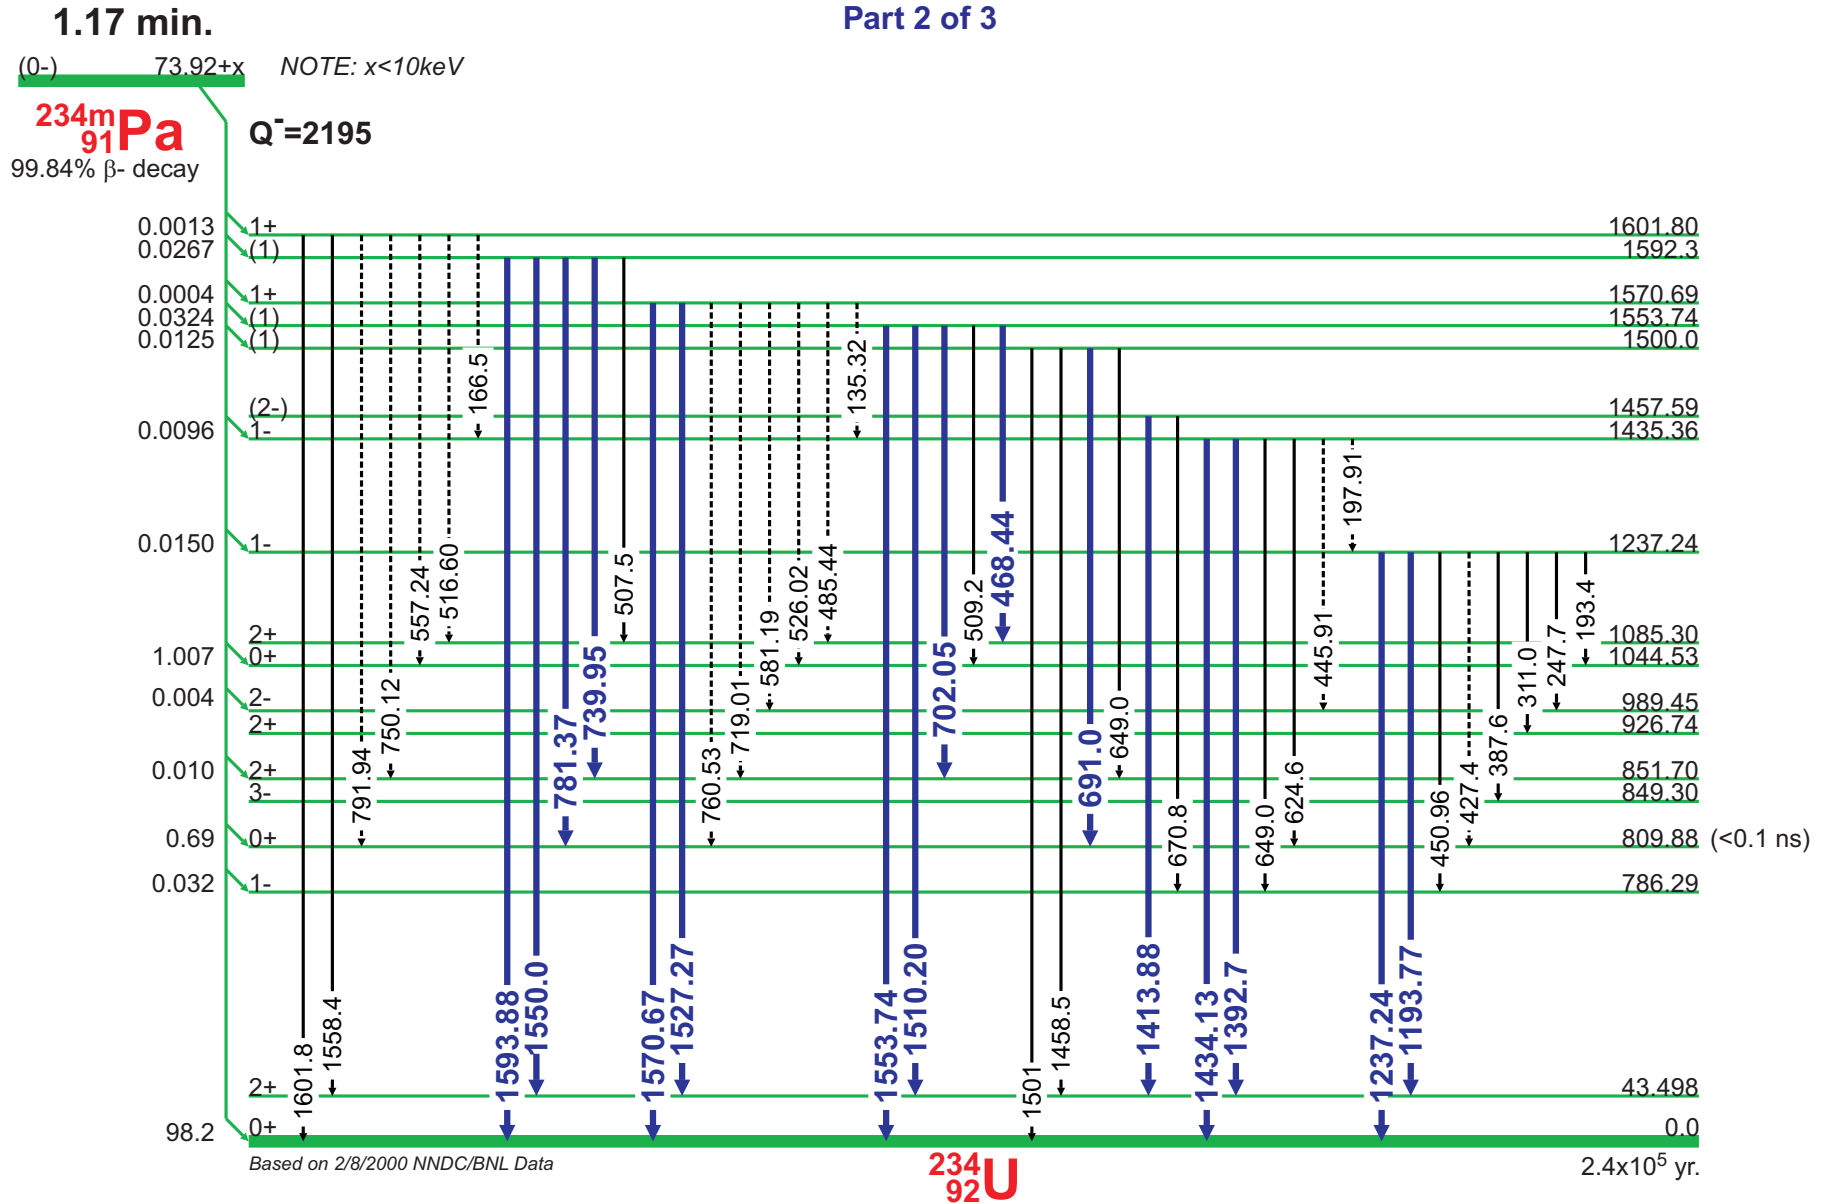 1.17 min.
Part 2 of 3
(0-) 73.92+x NOTE: x<10keV
234m
91Pa
Q-=2195
99.84% β- decay
0.0013 1+ 1601.80
0.0267 (1) 1592.3
0.0004 1+ 1570.69
0.0324 (1) 1553.74
0.0125 (1) 1500.0
(2-) 1457.59
0.0096 1- 1435.36
0.0150 1- 1237.24
2+ 1085.30
1.007 0+ 1044.53
0.004 2- 989.45
2+ 926.74
0.010 2+ 851.70
3- 849.30
0.69 0+ 809.88 (<0.1 ns)
0.032 1- 786.29
2+ 43.498
98.2 0+ 0.0
1601.8
1558.4
791.94
750.12
557.24
516.60
166.5
1593.88
1550.0
781.37
739.95
507.5
1570.67
1527.27
760.53
719.01
581.19
526.02
485.44
135.32
1553.74
1510.20
702.05
509.2
468.44
1501
1458.5
691.0
649.0
1413.88
670.8
1434.13
1392.7
649.0
624.6
445.91
197.91
1237.24
1193.77
450.96
427.4
387.6
311.0
247.7
193.4
Based on 2/8/2000 NNDC/BNL Data
234
92U
2.4x10⁵ yr.